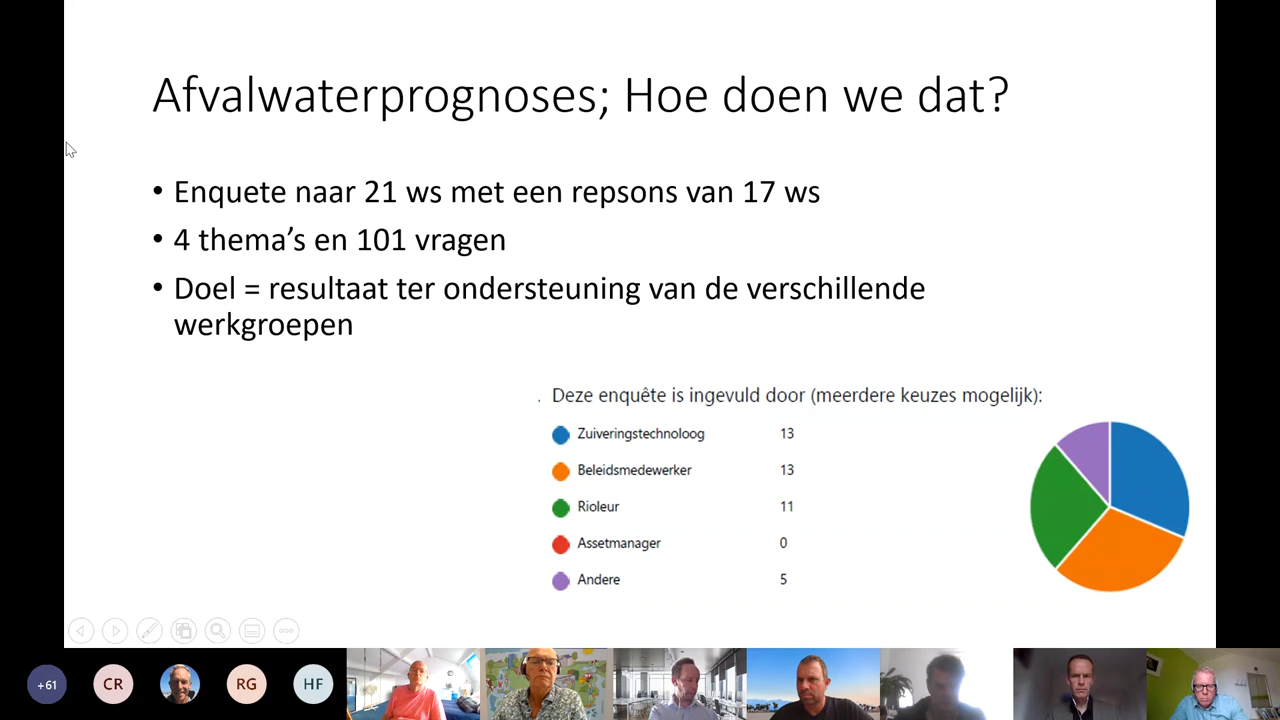 Afvalwaterprognoses; Hoe doen we dat?
• Enquete naar 21 ws met een repsons van 17 ws
• 4 thema's en 101 vragen
• Doel = resultaat ter ondersteuning van de verschillende
werkgroepen
. Deze enquête is ingevuld door (meerdere keuzes mogelijk):
Zuiveringstechnoloog 13
Beleidsmedewerker 13
Rioleur 11
Assetmanager 0
Andere 5
+61 CR RG HF